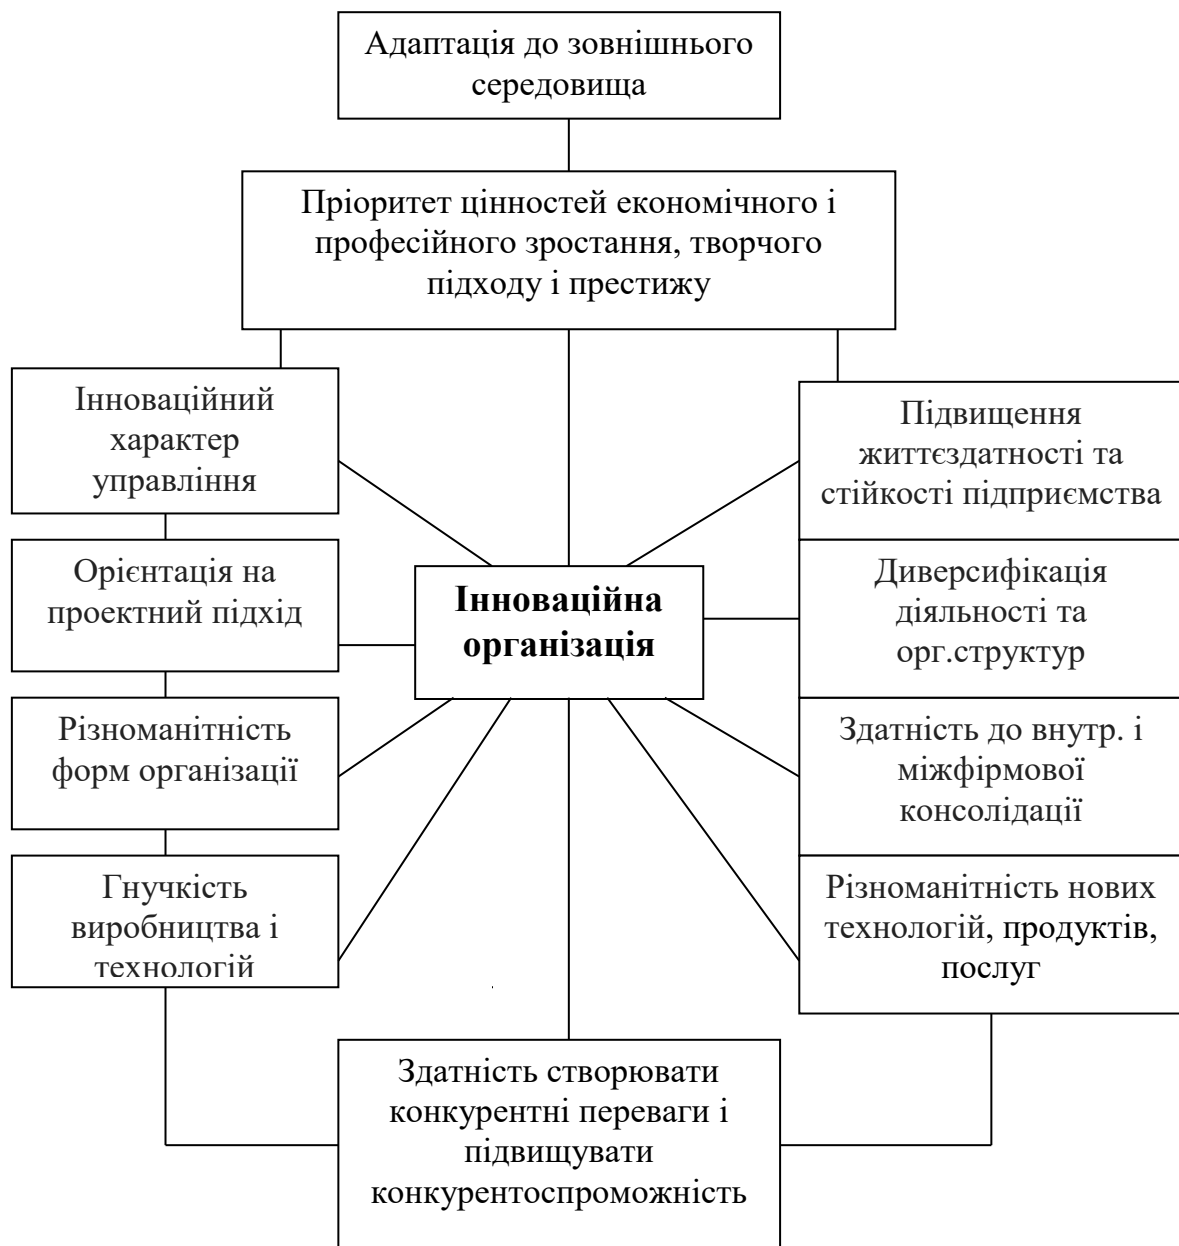 Адаптація до зовнішнього
середовища
Пріоритет цінностей економічного і
професійного зростання, творчого
підходу і престижу
Інноваційний
характер
управління
Підвищення
життєздатності та
стійкості підприємства
Орієнтація на
проектний підхід
Інноваційна
організація
Диверсифікація
діяльності та
орг.структур
Різноманітність
форм організації
Здатність до внутр. і
міжфірмової
консолідації
Гнучкість
виробництва і
технологій
Різноманітність нових
технологій, продуктів,
послуг
Здатність створювати
конкурентні переваги і
підвищувати
конкурентоспроможність